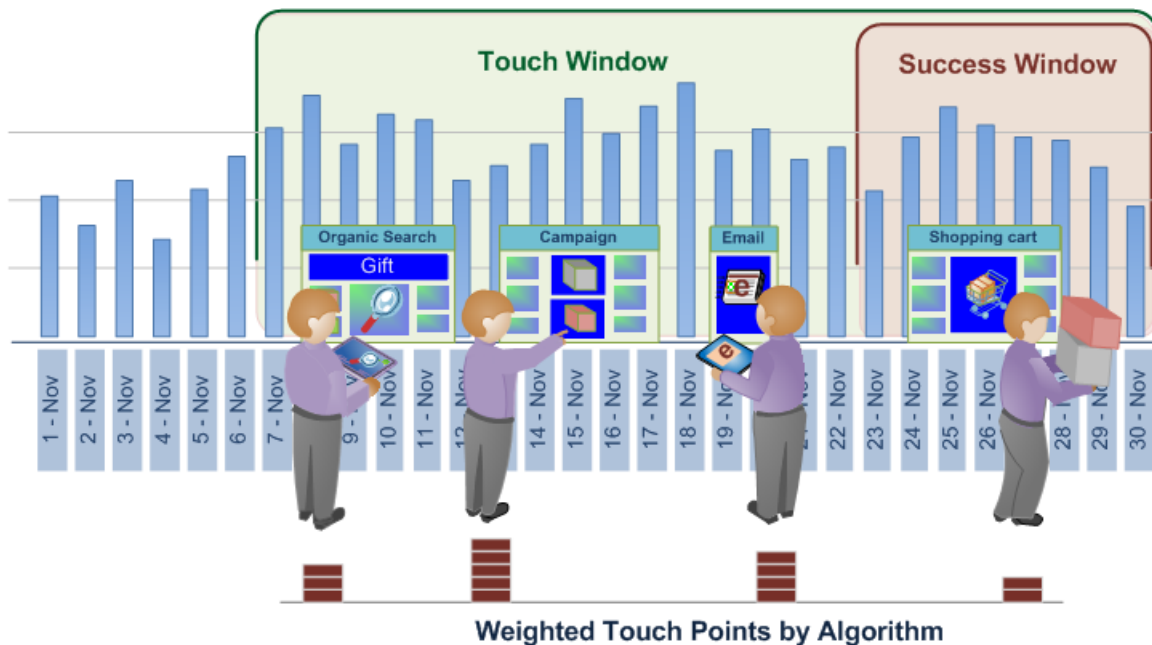 Touch Window
Success Window
Organic Search
Campaign
Email
Shopping cart
Gift
e
e
1 - Nov
2 - Nov
3 - Nov
4 - Nov
5 - Nov
6 - Nov
7 - Nov
9 -
10 - Nov
11 - Nov
14 - Nov
15 - Nov
16 - Nov
17 - Nov
18 - Nov
19 - Nov
22 - Nov
23 - Nov
24 - Nov
25 - Nov
26 - Nov
28 -
29 - Nov
30 - Nov
Weighted Touch Points by Algorithm